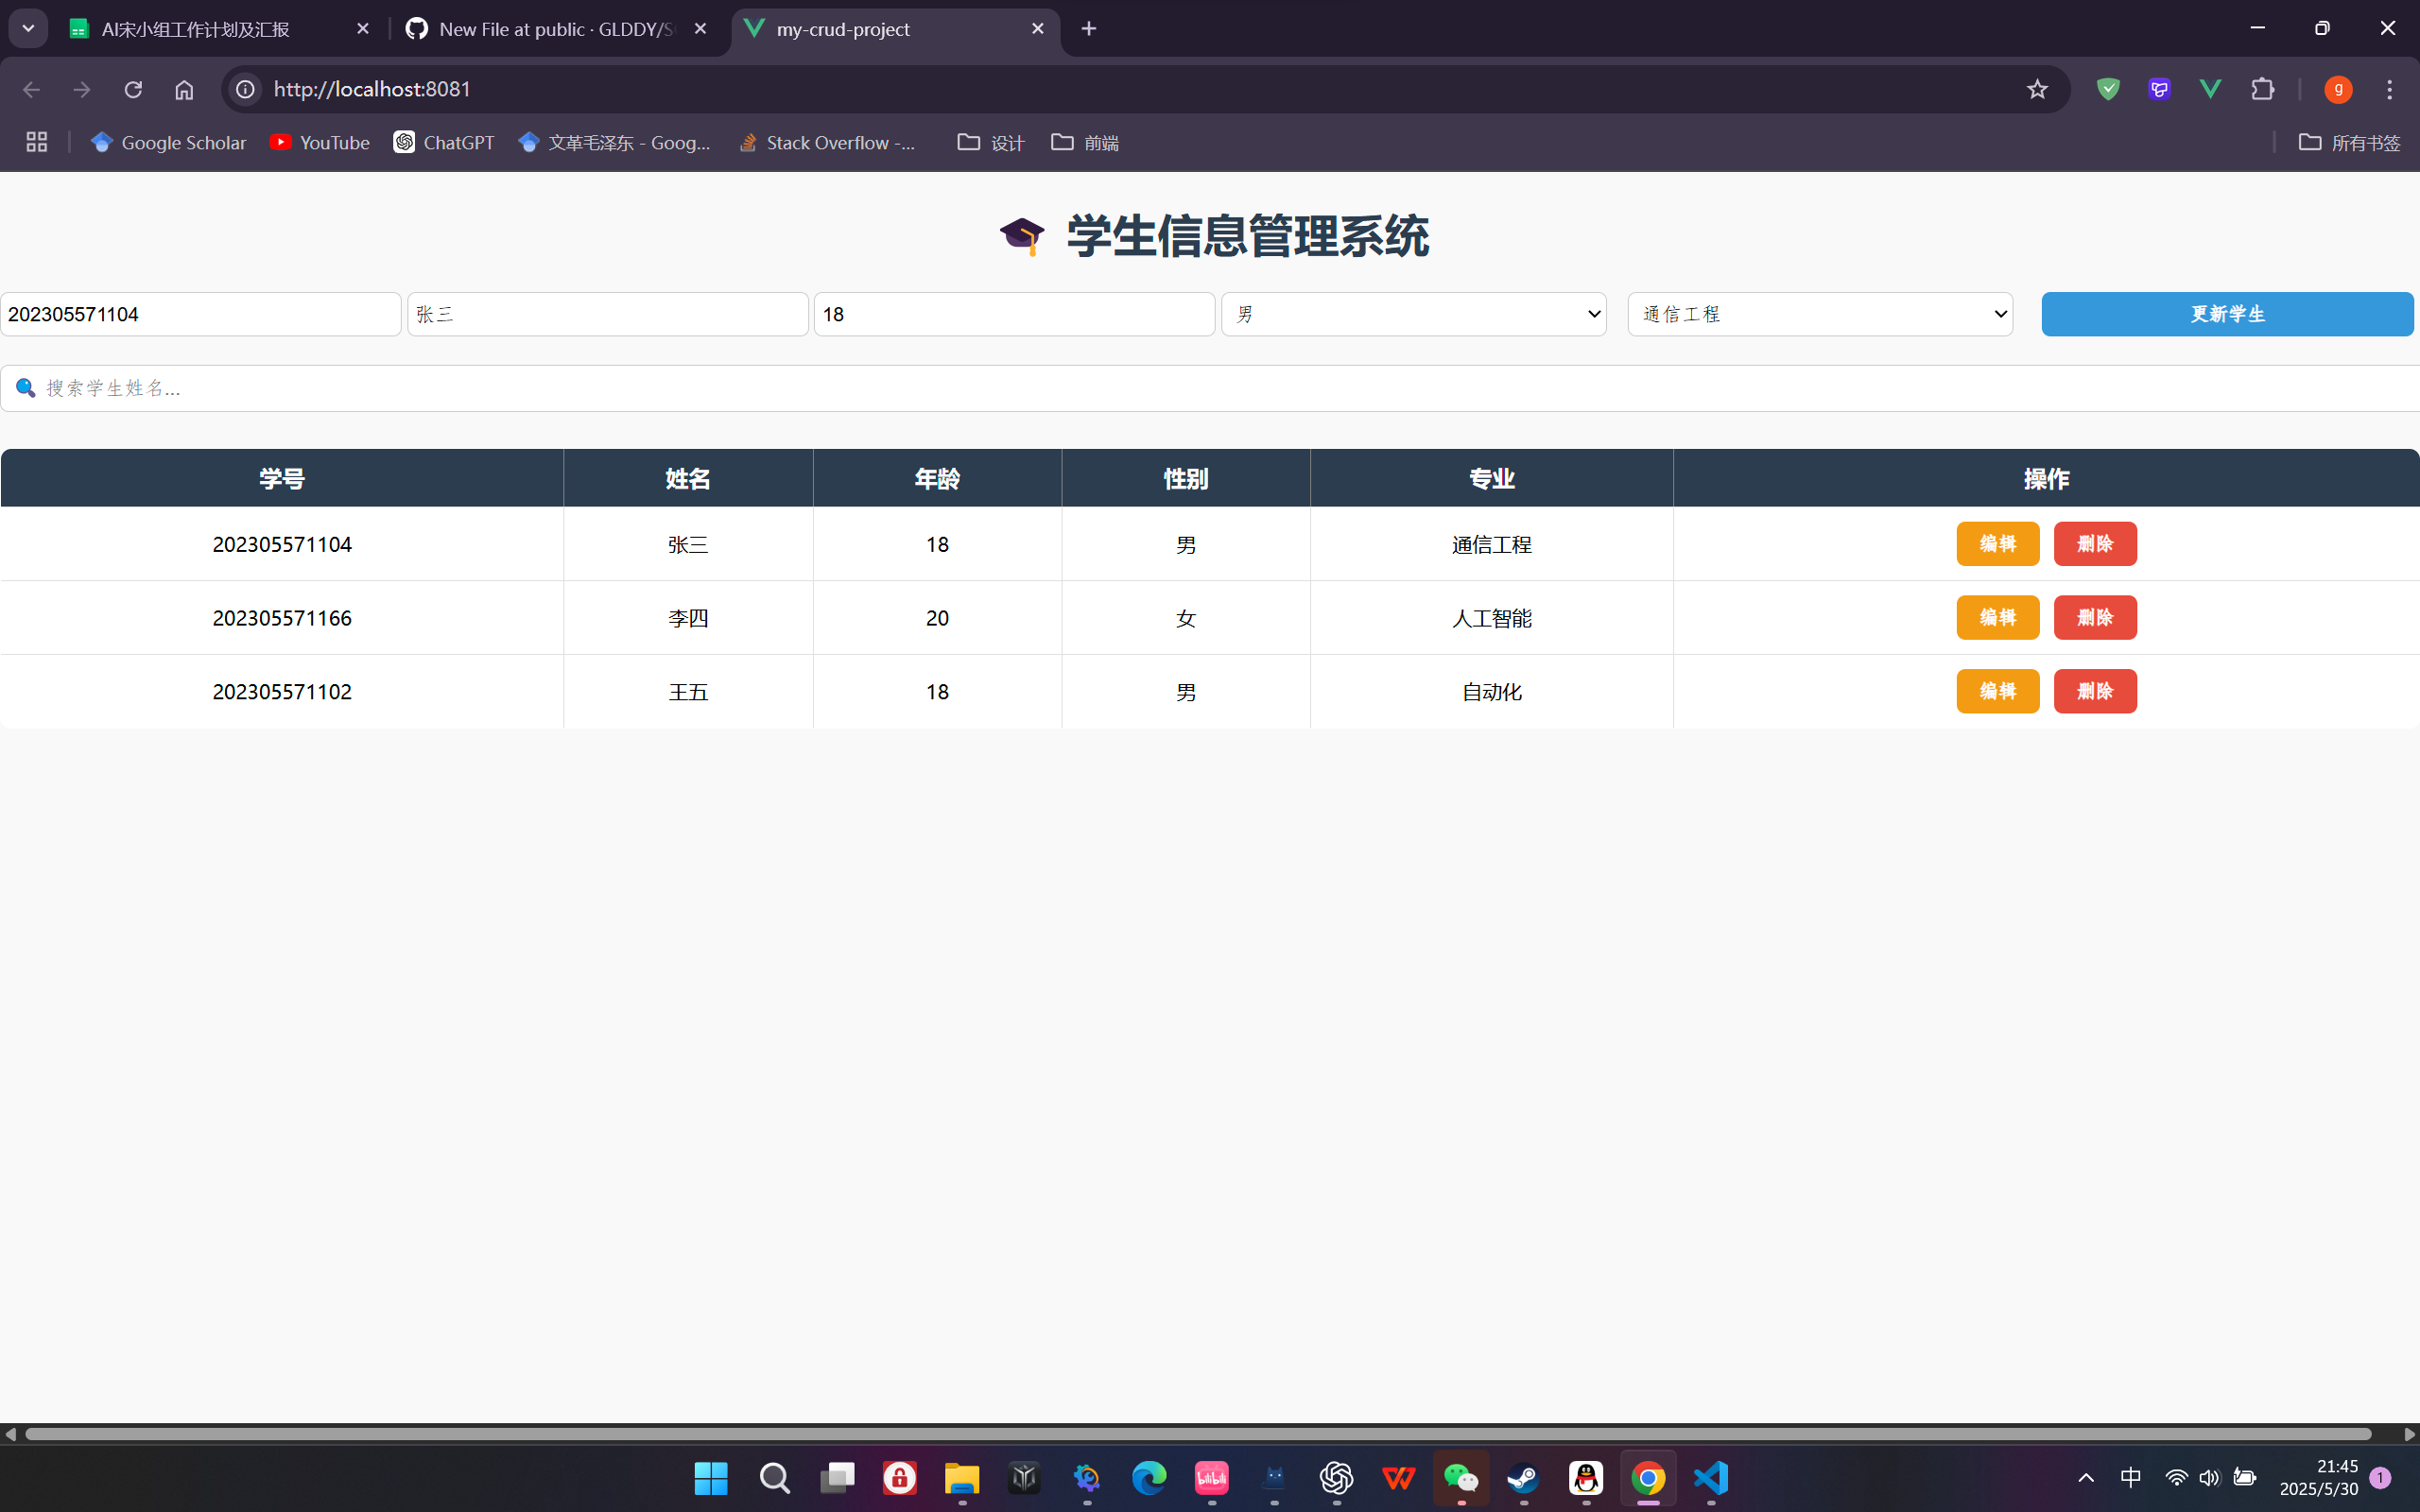 AI宋小组工作计划及汇报
New File at public · GLDDY/S
my-crud-project
http://localhost:8081
g
Google Scholar
YouTube
ChatGPT
文革毛泽东 - Goog...
Stack Overflow -...
设计
前端
所有书签
学生信息管理系统
202305571104
张三
18
男
通信工程
更新学生
搜索学生姓名...
学号 姓名 年龄 性别 专业 操作
202305571104 张三 18 男 通信工程 编辑 删除
202305571166 李四 20 女 人工智能 编辑 删除
202305571102 王五 18 男 自动化 编辑 删除
bilibili
中
21:45
2025/5/30
1